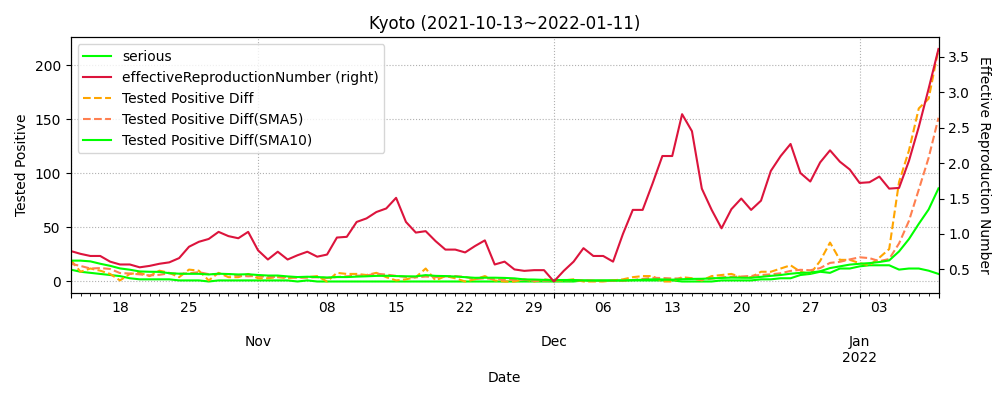 Kyoto (2021-10-13~2022-01-11)
serious
effectiveReproductionNumber (right)
Tested Positive Diff
Tested Positive Diff(SMA5)
Tested Positive Diff(SMA10)
Tested Positive
200
150
100
50
0
Effective Reproduction Number
3.5
3.0
2.5
2.0
1.5
1.0
0.5
18 25 08 15 22 29 06 13 20 27 03
Nov Dec Jan
2022
Date